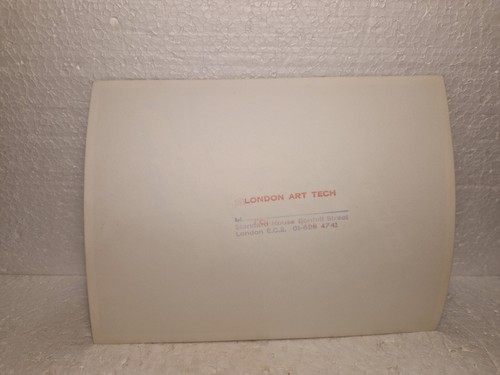 LONDON ART TECH
Standard House Bonhill Street
London E.C.2. 01-628 6740